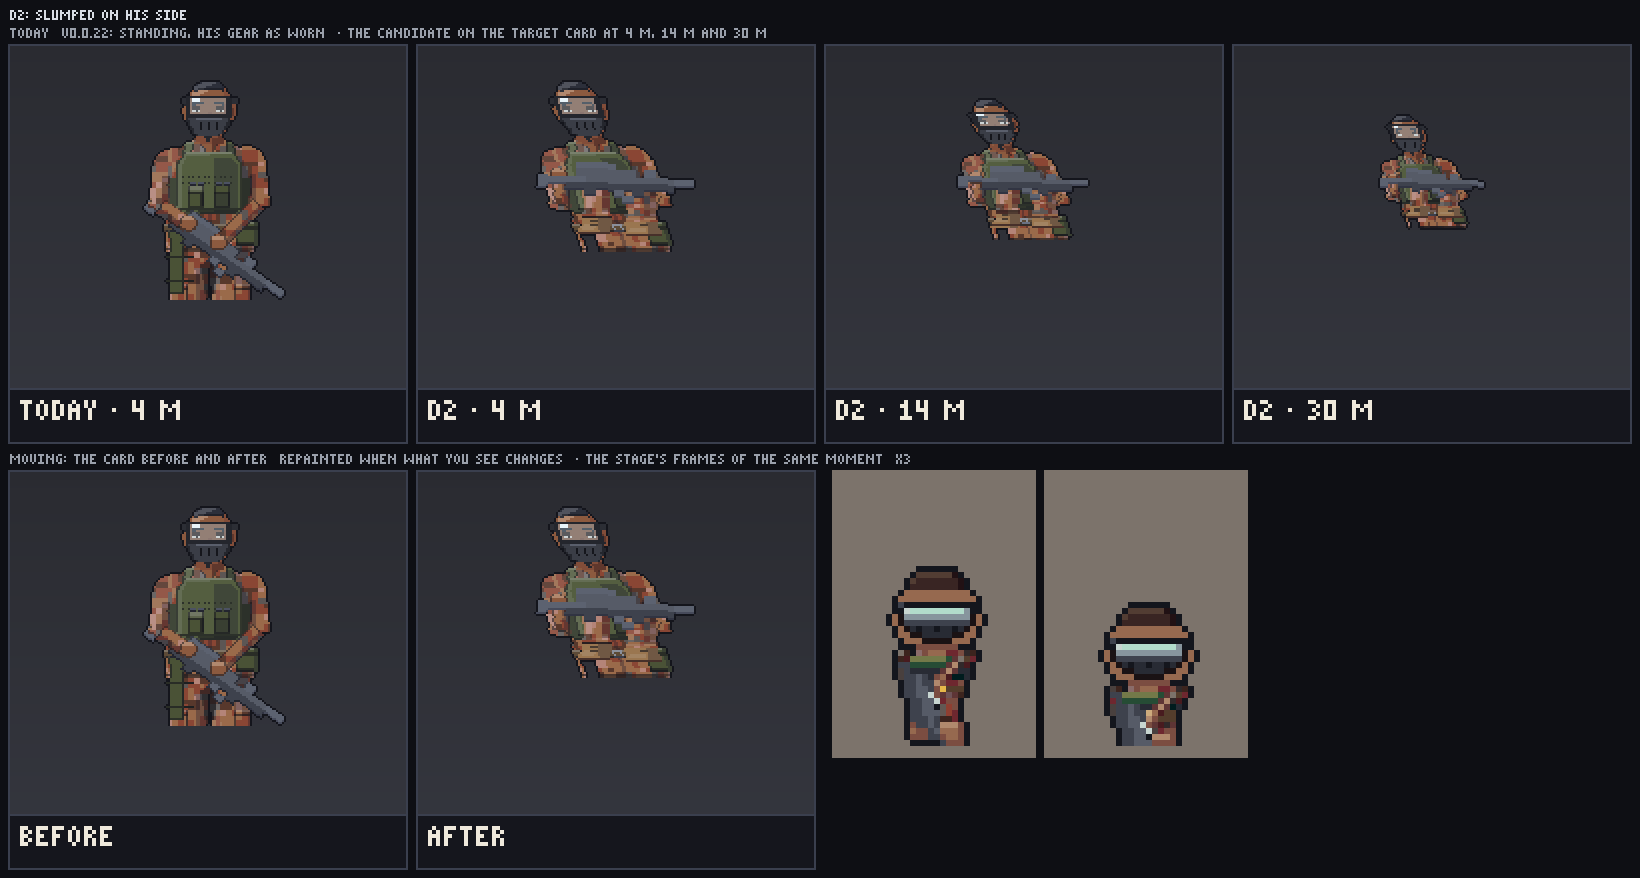 D2: SLUMPED ON HIS SIDE
TODAY V0.0.22: STANDING, HIS GEAR AS WORN · THE CANDIDATE ON THE TARGET CARD AT 4 M, 14 M AND 30 M
TODAY · 4 M
D2 · 4 M
D2 · 14 M
D2 · 30 M
MOVING: THE CARD BEFORE AND AFTER REPAINTED WHEN WHAT YOU SEE CHANGES · THE STAGE'S FRAMES OF THE SAME MOMENT X3
BEFORE
AFTER